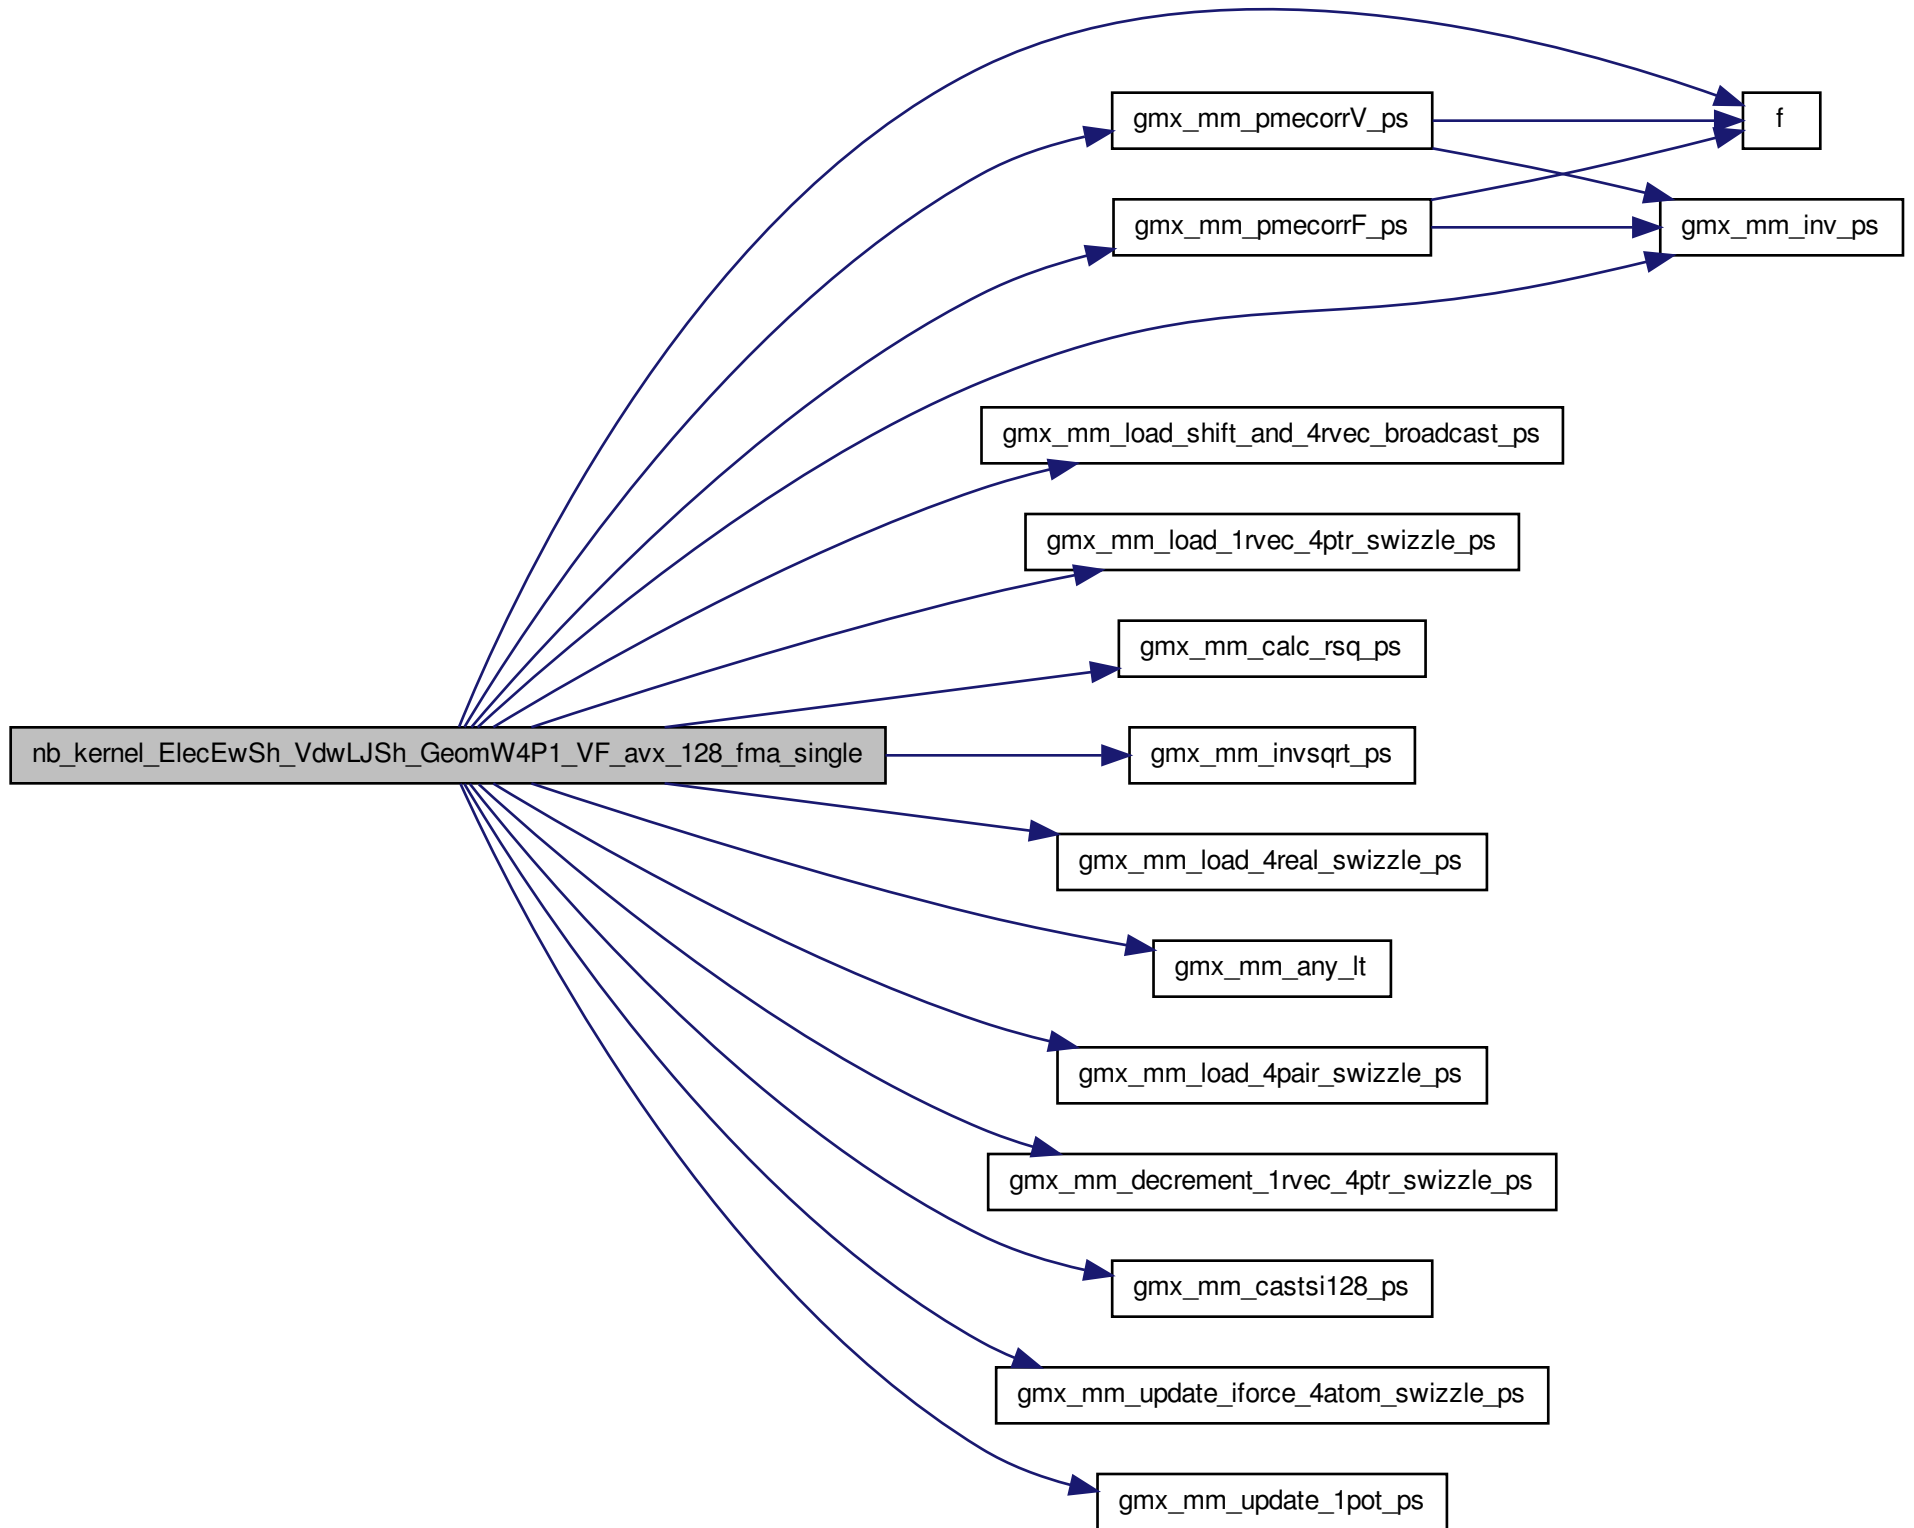 f
gmx_mm_pmecorrV_ps
gmx_mm_pmecorrF_ps
gmx_mm_inv_ps
gmx_mm_load_shift_and_4rvec_broadcast_ps
gmx_mm_load_1rvec_4ptr_swizzle_ps
gmx_mm_calc_rsq_ps
nb_kernel_ElecEwSh_VdwLJSh_GeomW4P1_VF_avx_128_fma_single
gmx_mm_invsqrt_ps
gmx_mm_load_4real_swizzle_ps
gmx_mm_any_lt
gmx_mm_load_4pair_swizzle_ps
gmx_mm_decrement_1rvec_4ptr_swizzle_ps
gmx_mm_castsi128_ps
gmx_mm_update_iforce_4atom_swizzle_ps
gmx_mm_update_1pot_ps